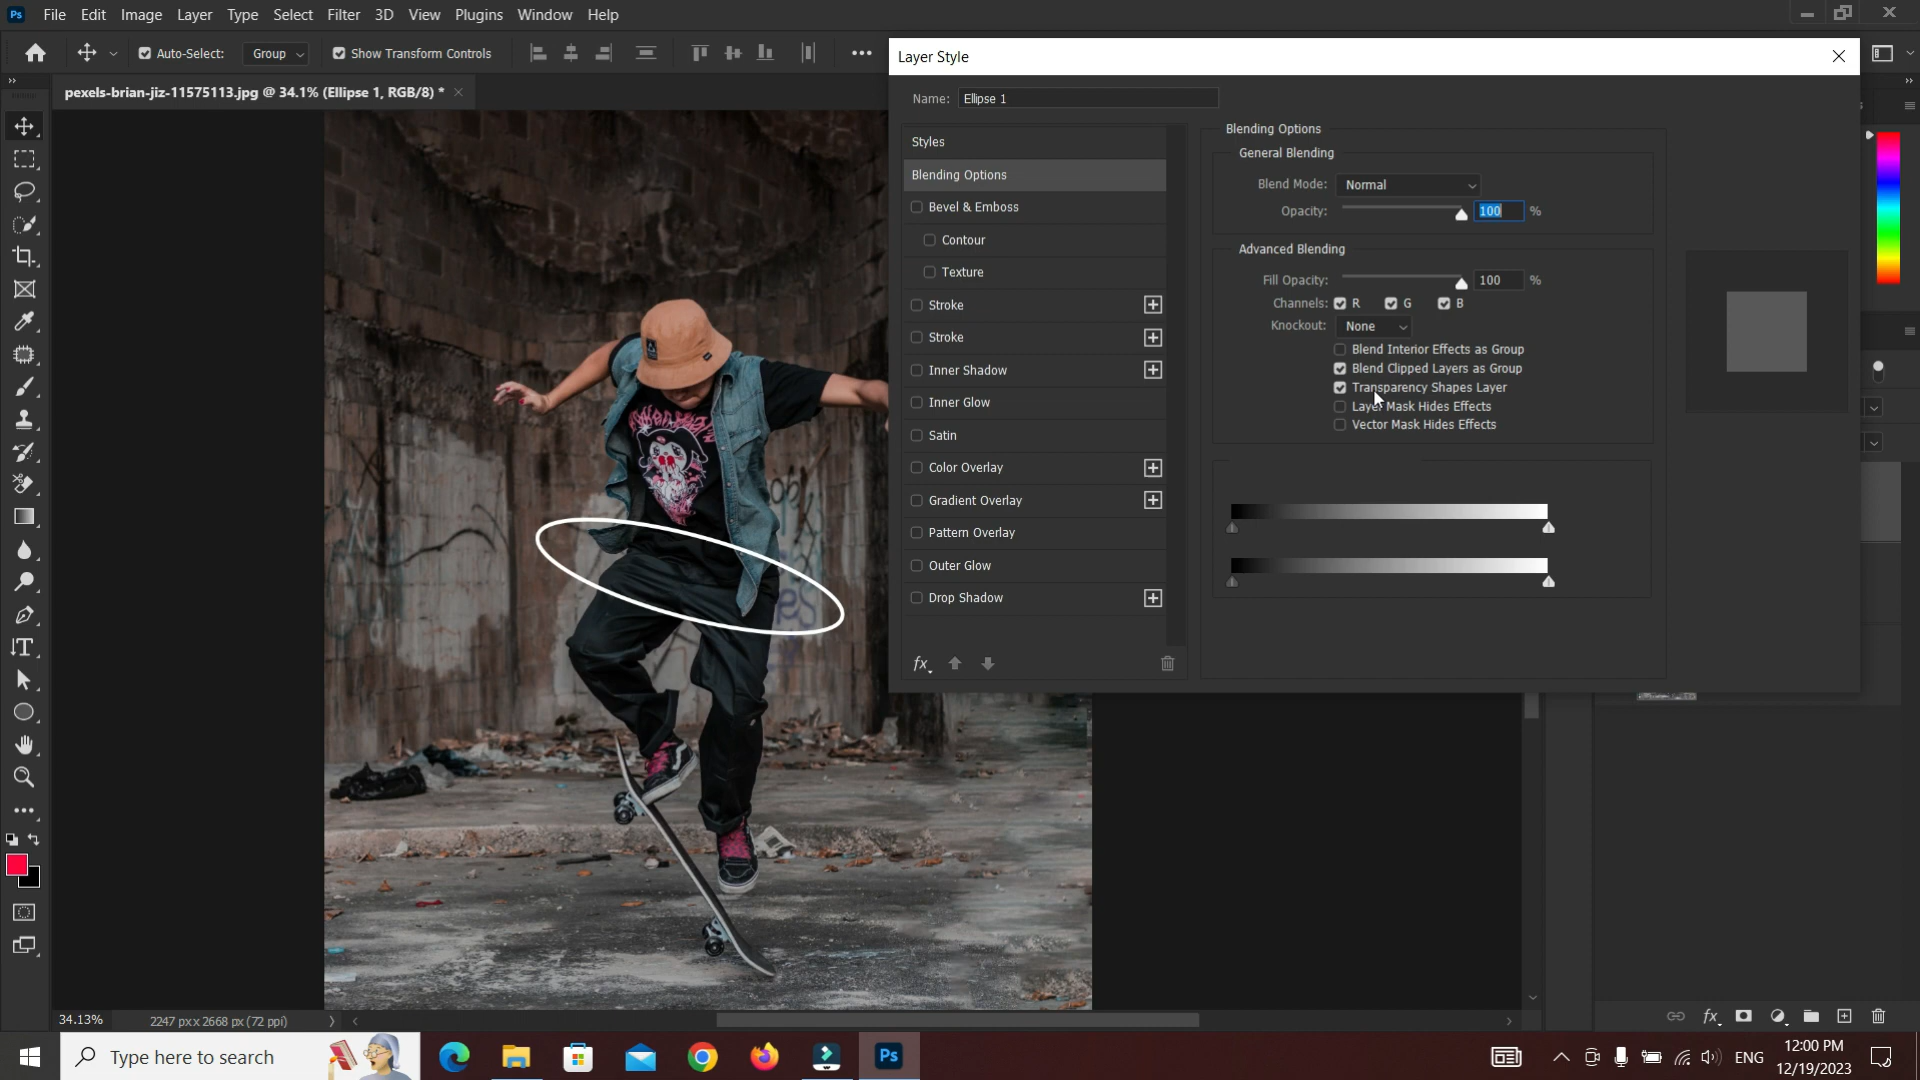 Ps File Edit Image Layer Type Select Filter 3D View Plugins Window Help
Auto-Select: Group Show Transform Controls
pexels-brian-jiz-11575113.jpg @ 34.1% (Ellipse 1, RGB/8) *
Layer Style
Name: Ellipse 1
Styles
Blending Options
Bevel & Emboss
Contour
Texture
Stroke
Stroke
Inner Shadow
Inner Glow
Satin
Color Overlay
Gradient Overlay
Pattern Overlay
Outer Glow
Drop Shadow
fx
Blending Options
General Blending
Blend Mode: Normal
Opacity: 100 %
Advanced Blending
Fill Opacity: 100 %
Channels: R G B
Knockout: None
Blend Interior Effects as Group
Blend Clipped Layers as Group
Transparency Shapes Layer
Layer Mask Hides Effects
Vector Mask Hides Effects
34.13% 2247 px x 2668 px (72 ppi)
fx
Type here to search
Ps
ENG
12:00 PM
12/19/2023